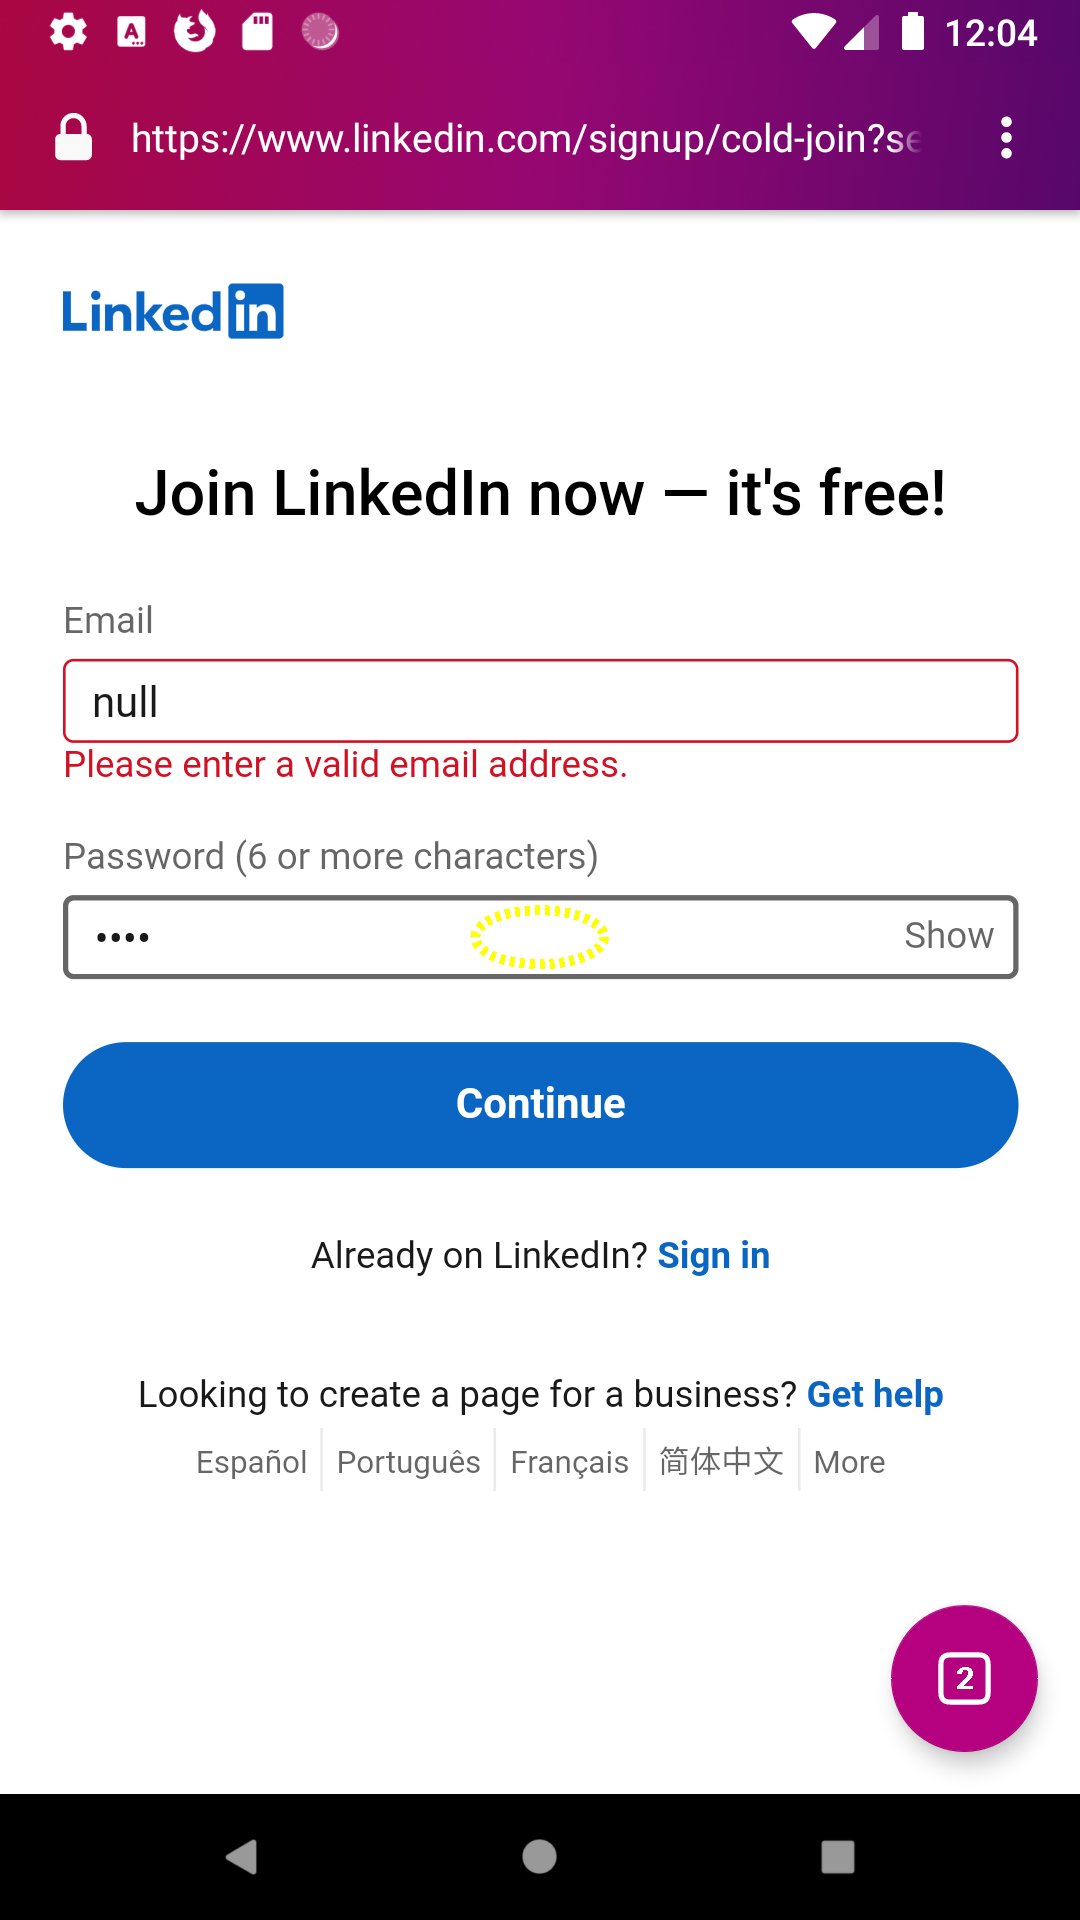 12:04
https://www.linkedin.com/signup/cold-join?se
Linkedin
Join LinkedIn now — it's free!
Email
null
Please enter a valid email address.
Password (6 or more characters)
•••• Show
Continue
Already on LinkedIn? Sign in
Looking to create a page for a business? Get help
Español Português Français 简体中文 More
2